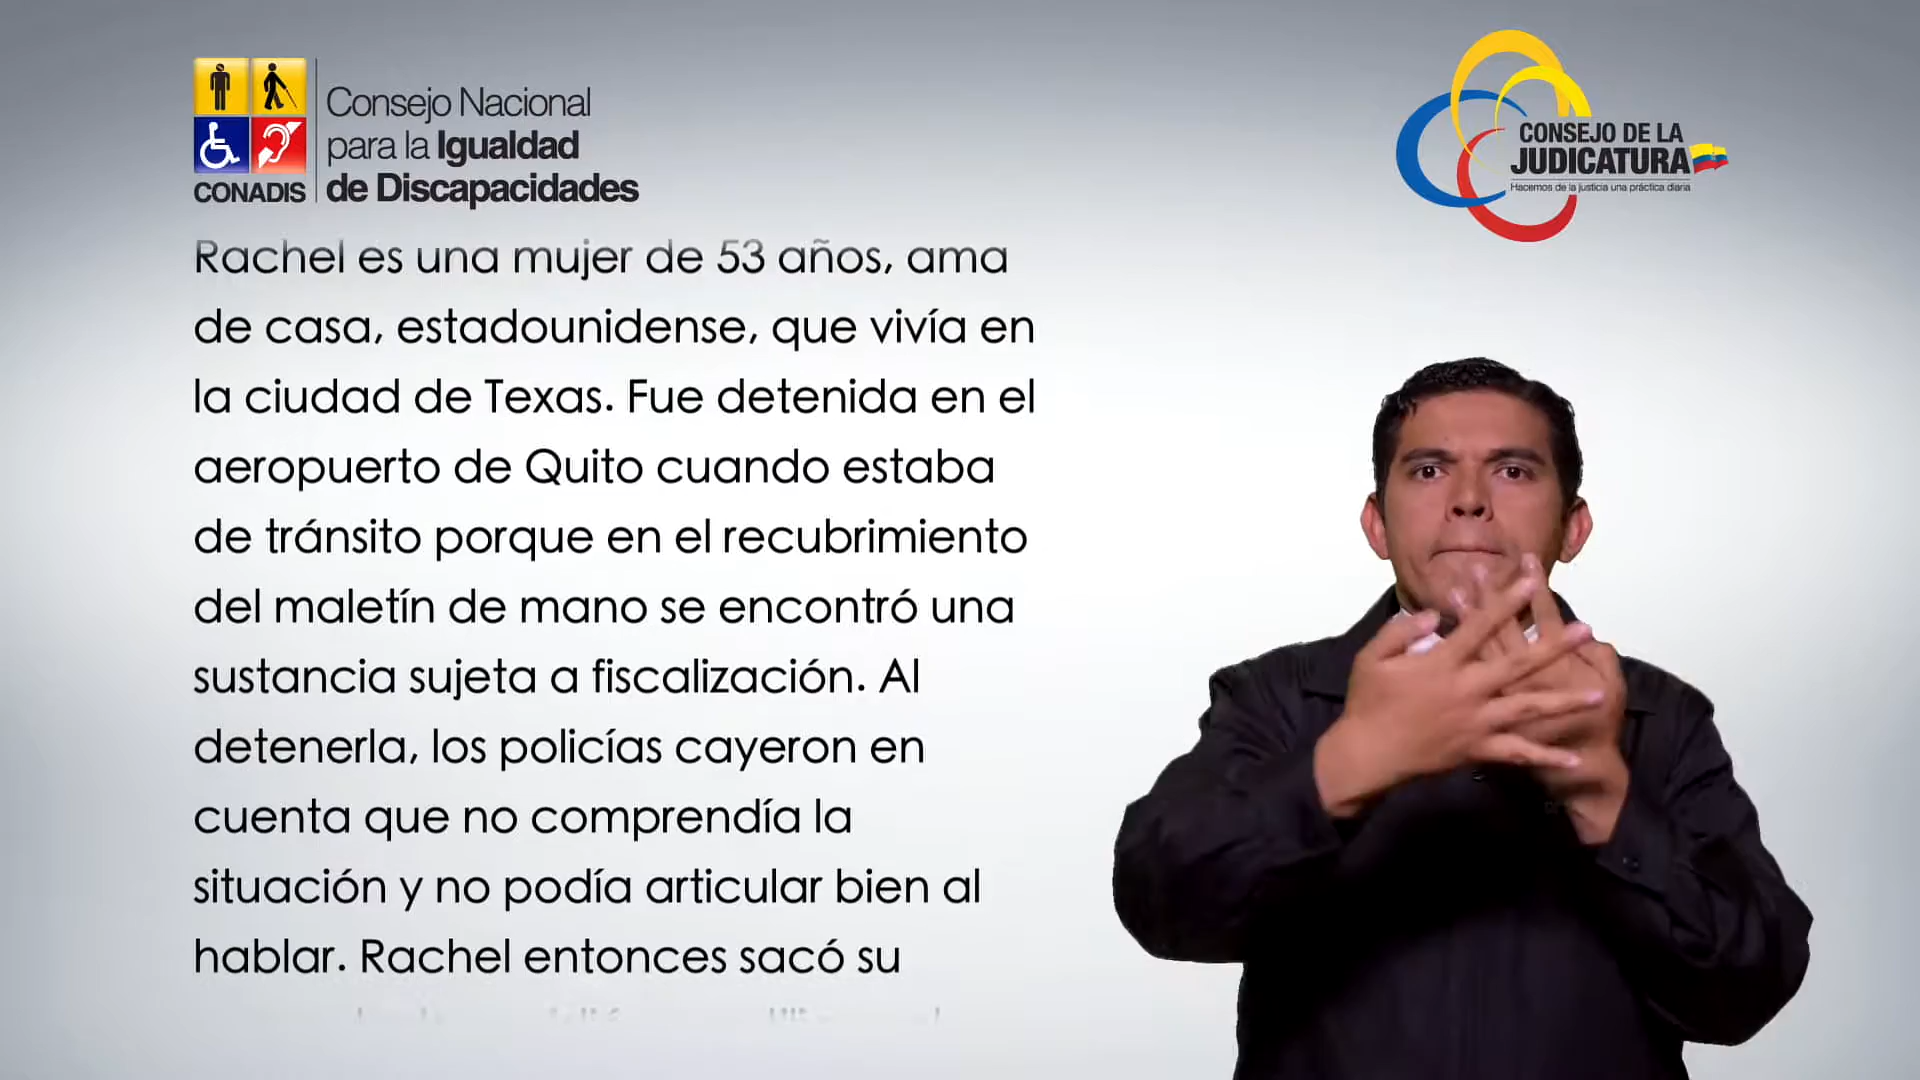 Consejo Nacional
para la Igualdad
de Discapacidades
CONADIS
CONSEJO DE LA
JUDICATURA
Hacemos de la justicia una práctica diaria
Rachel es una mujer de 53 años, ama
de casa, estadounidense, que vivía en
la ciudad de Texas. Fue detenida en el
aeropuerto de Quito cuando estaba
de tránsito porque en el recubrimiento
del maletín de mano se encontró una
sustancia sujeta a fiscalización. Al
detenerla, los policías cayeron en
cuenta que no comprendía la
situación y no podía articular bien al
hablar. Rachel entonces sacó su